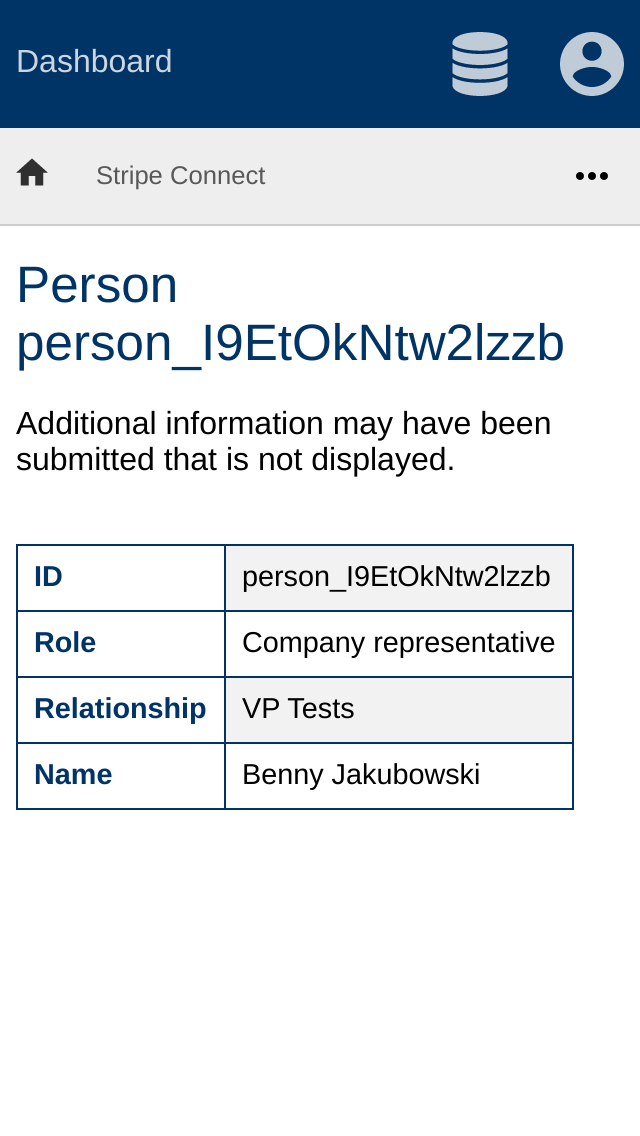 Dashboard
Stripe Connect
Person
person_I9EtOkNtw2lzzb
Additional information may have been
submitted that is not displayed.
ID person_I9EtOkNtw2lzzb
Role Company representative
Relationship VP Tests
Name Benny Jakubowski